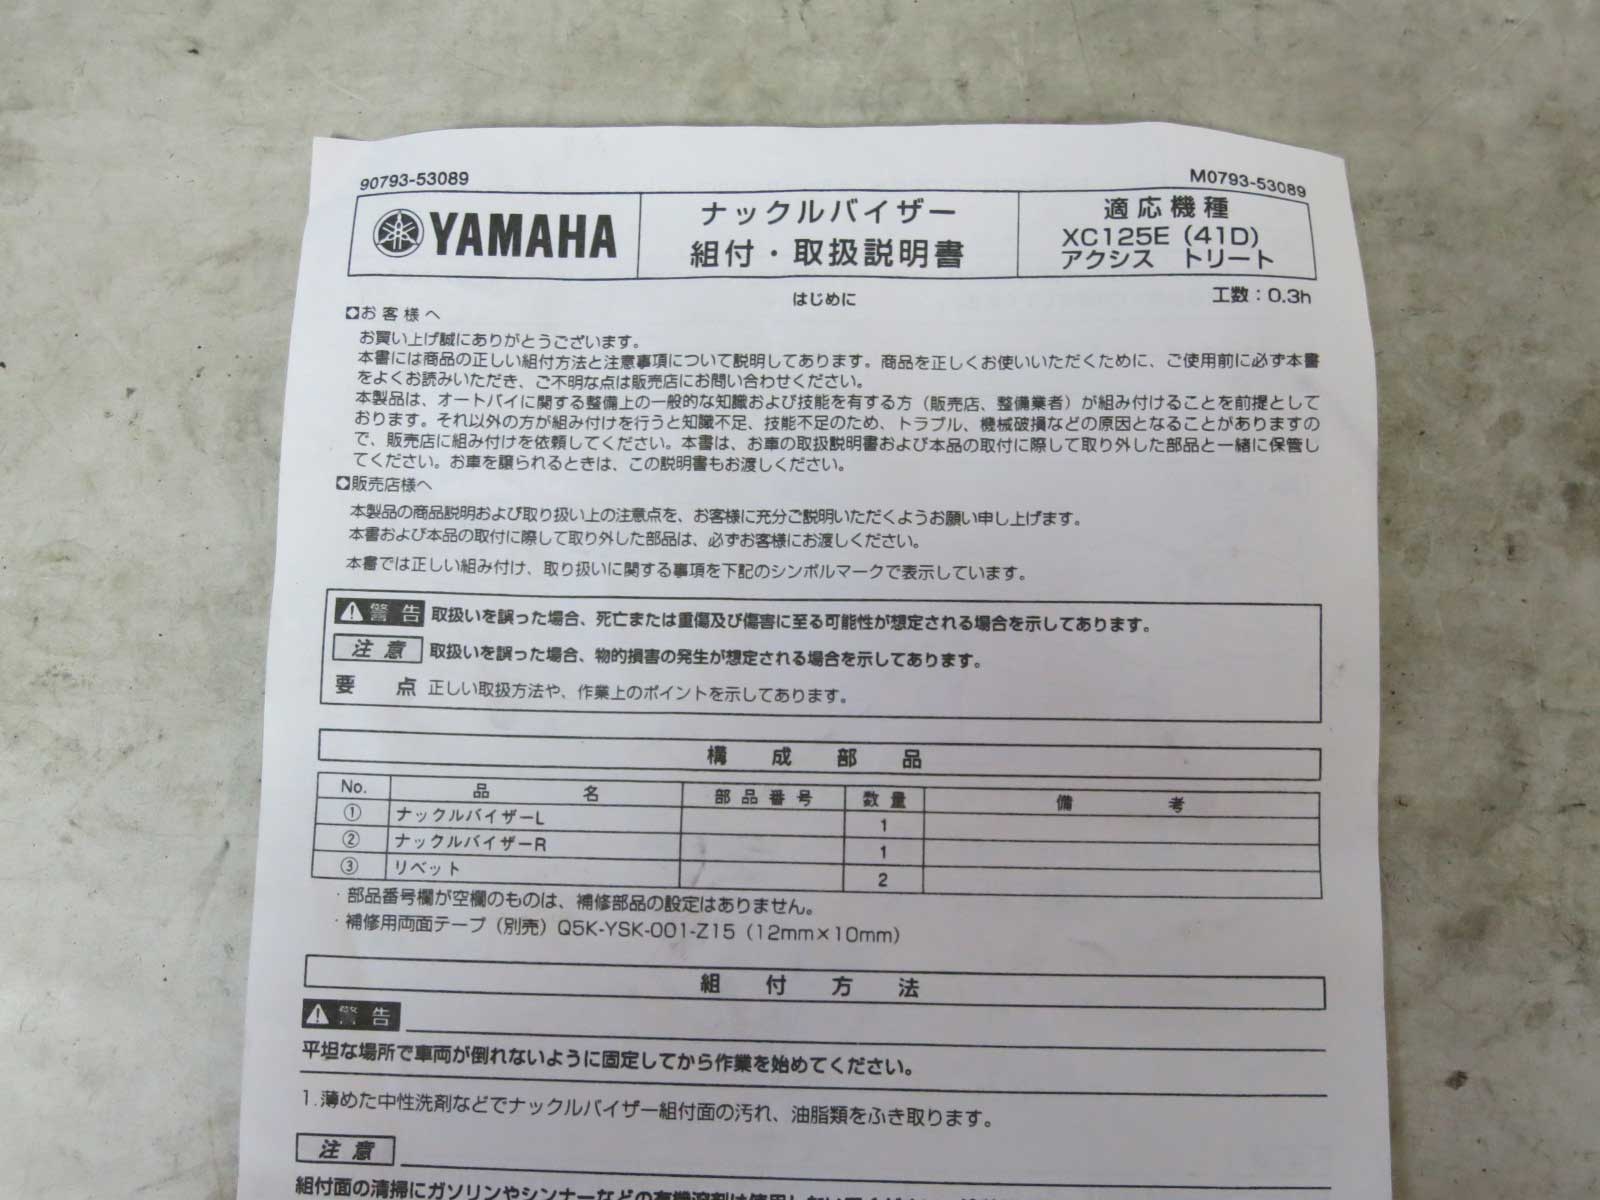 90793-53089
M0793-53089
YAMAHA
ナックルバイザー
組付・取扱説明書
適応機種
XC125E（41D）
アクシス トリート
はじめに
工数：0.3h
お客様へ
お買い上げ誠にありがとうございます。
本書には商品の正しい組付方法と注意事項について説明してあります。商品を正しくお使いいただくために、ご使用前に必ず本書
をよくお読みいただき、ご不明な点は販売店にお問い合わせください。
本製品は、オートバイに関する整備上の一般的な知識および技能を有する方（販売店、整備業者）が組み付けることを前提として
おります。それ以外の方が組み付けを行うと知識不足、技能不足のため、トラブル、機械破損などの原因となることがありますの
で、販売店に組み付けを依頼してください。本書は、お車の取扱説明書および本品の取付に際して取り外した部品と一緒に保管し
てください。お車を譲られるときは、この説明書もお渡しください。
販売店様へ
本製品の商品説明および取り扱い上の注意点を、お客様に充分ご説明いただくようお願い申し上げます。
本書および本品の取付に際して取り外した部品は、必ずお客様にお渡しください。
本書では正しい組み付け、取り扱いに関する事項を下記のシンボルマークで表示しています。
警告 取扱いを誤った場合、死亡または重傷及び傷害に至る可能性が想定される場合を示してあります。
注意 取扱いを誤った場合、物的損害の発生が想定される場合を示してあります。
要点 正しい取扱方法や、作業上のポイントを示してあります。
構成部品
No. 品名 部品番号 数量 備考
① ナックルバイザーL 1
② ナックルバイザーR 1
③ リベット 2
・部品番号欄が空欄のものは、補修部品の設定はありません。
・補修用両面テープ（別売）Q5K-YSK-001-Z15（12mm×10mm）
組付方法
警告
平坦な場所で車両が倒れないように固定してから作業を始めてください。
1.薄めた中性洗剤などでナックルバイザー組付面の汚れ、油脂類をふき取ります。
注意
組付面の清掃にガソリンやシンナーなどの有機溶剤は使用しない